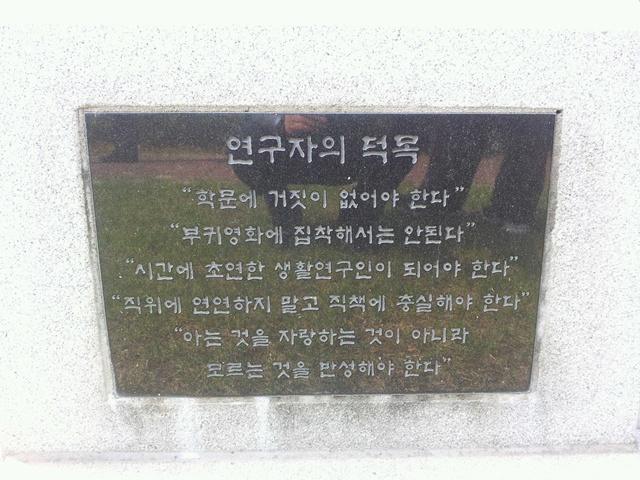 연구자의 덕목
“학문에 거짓이 없어야 한다”
“부귀영화에 집착해서는 안된다”
“시간에 초연한 생활연구인이 되어야 한다”
“직위에 연연하지 말고 직책에 충실해야 한다”
“아는 것을 자랑하는 것이 아니라
모르는 것을 반성해야 한다”